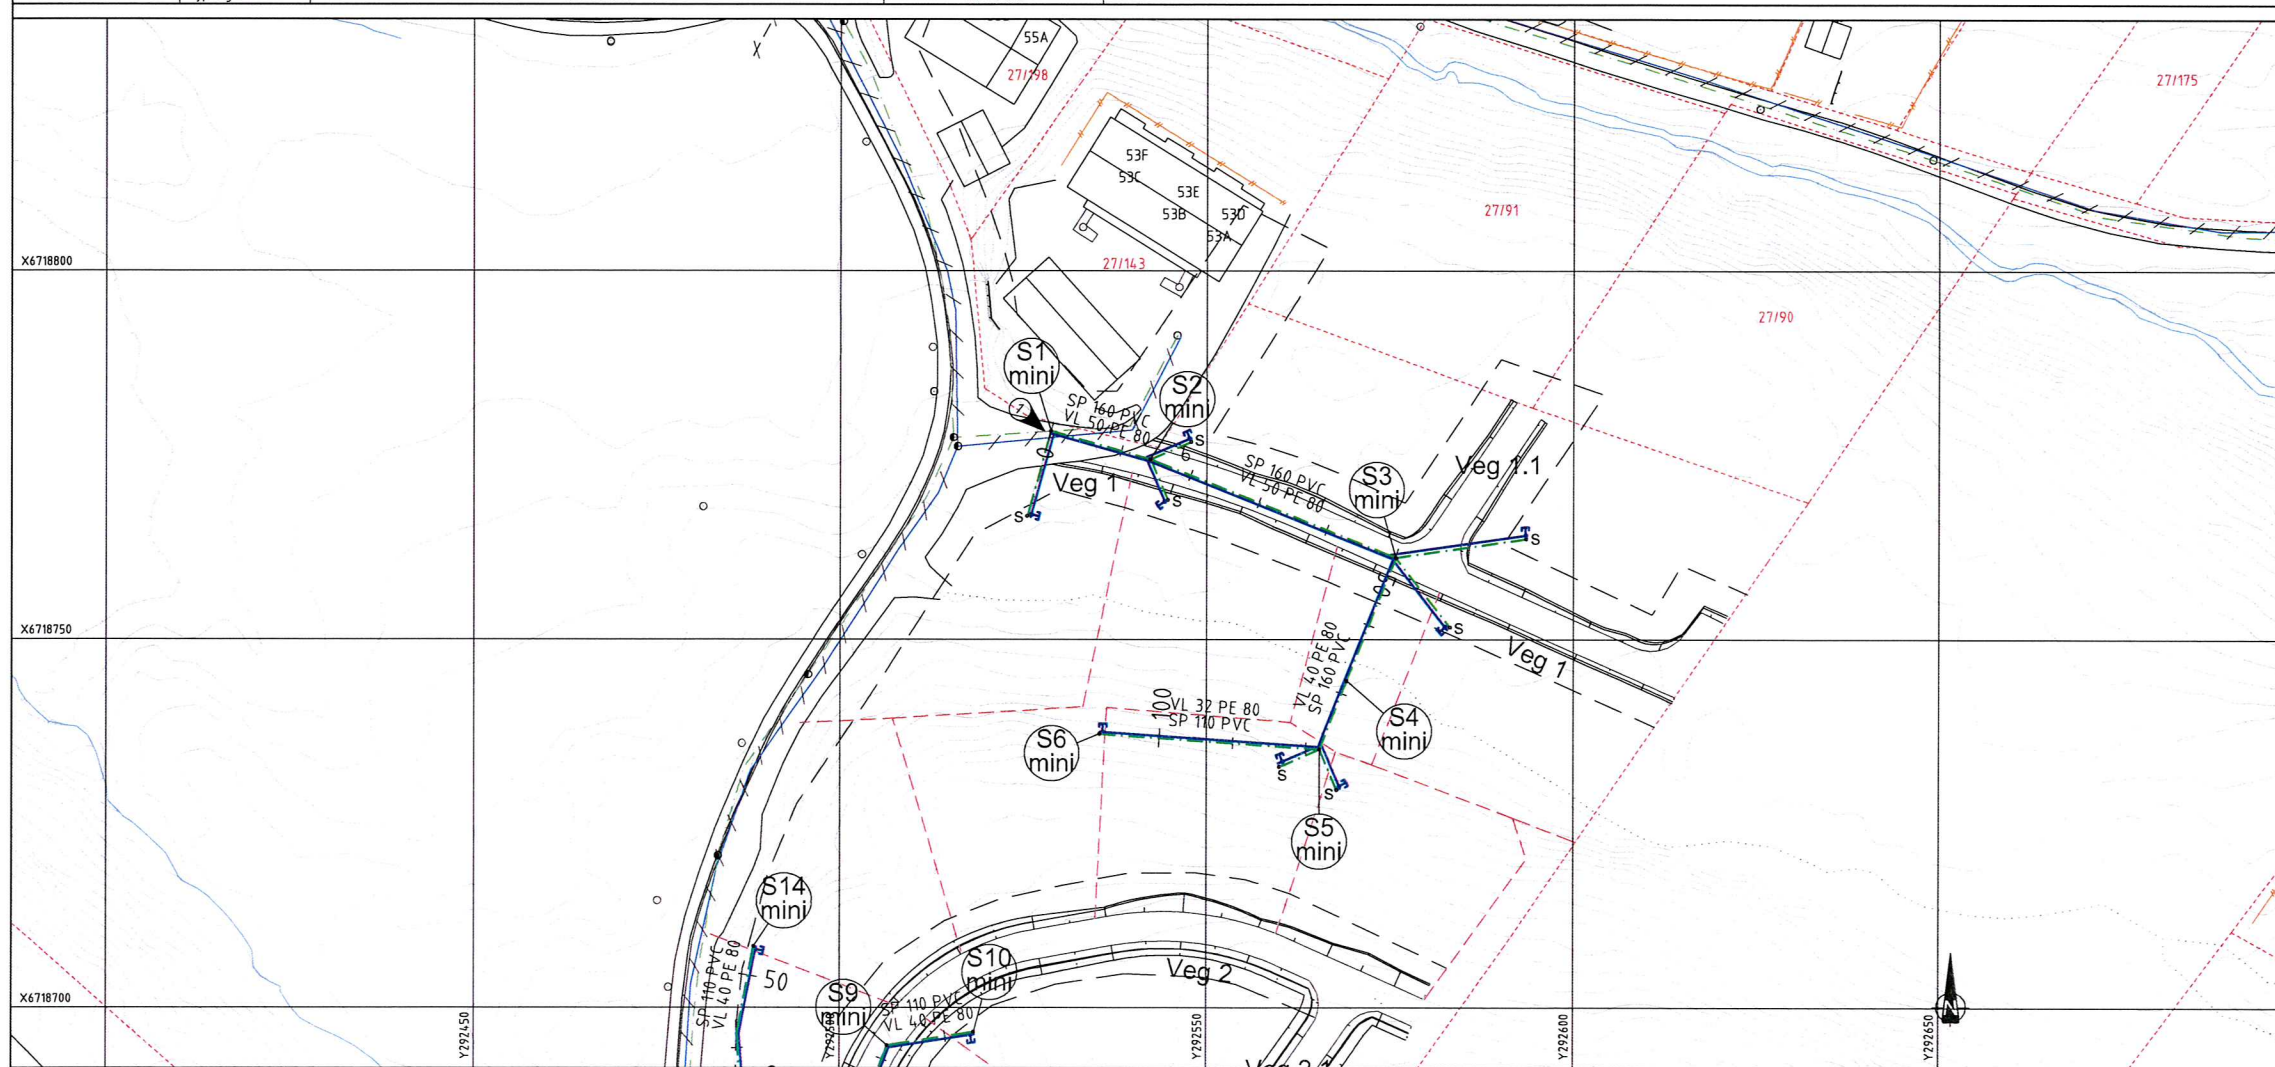 55A
27/198
27/175
53F
53C
53E
53B
53D
53A
27/91
X6718800
27/143
27/90
S1
mini
S2
mini
1
SP 160 PVC
VL 50 PE 80
S
6
SP 160 PVC
VL 50 PE 80
S3
mini
Veg 1.1
0
Veg 1
S
S
S
0
S
X6718750
Veg 1
VL 40 PE 80
SP 160 PVC
100
VL 32 PE 80
SP 110 PVC
S4
mini
S6
mini
S
S
S5
mini
S14
mini
SP 110 PVC
VL 40 PE 80
50
S10
mini
Veg 2
S9
mini
SP 110 PVC
VL 40 PE 80
X6718700
N
Y292450
Y292500
Y292550
Y292600
Y292650